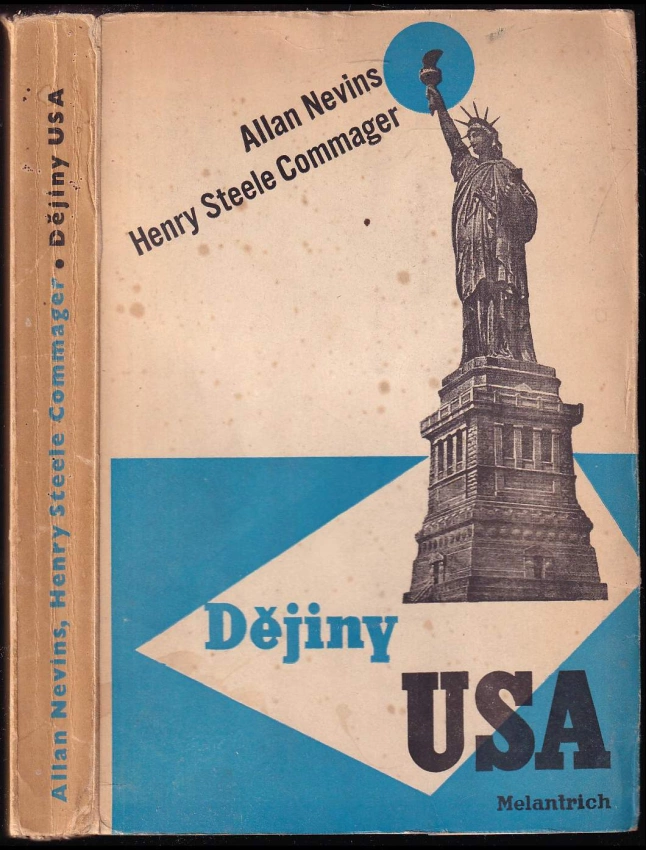 Allan Nevins, Henry Steele Commager • Dějiny USA
Allan Nevins
Henry Steele Commager
Dějiny
USA
Melantrich